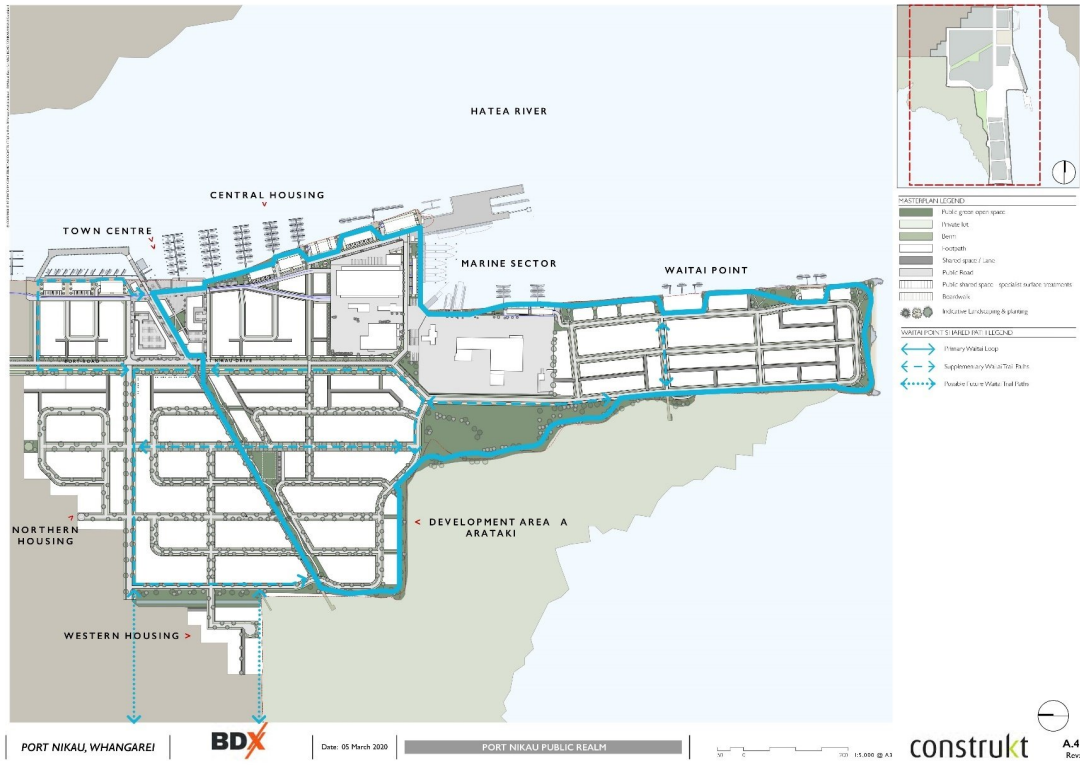 HATEA RIVER
CENTRAL HOUSING
TOWN CENTRE
MARINE SECTOR
WAITAI POINT
NORTHERN
HOUSING
DEVELOPMENT AREA A
ARATAKI
WESTERN HOUSING
MASTERPLAN LEGEND
Public green open space
Private lot
Berm
Footpath
Shared space / Lane
Public Road
Public shared space - specialist surface treatments
Boardwalk
Indicative Landscaping & planting
WAITAI POINT SHARED PATH LEGEND
Primary Waitai Loop
Supplementary Waitai Trail Paths
Possible Future Waitai Trail Paths
PORT NIKAU, WHANGAREI
BDX
Date: 05 March 2020
PORT NIKAU PUBLIC REALM
50 0 200 1:5,000 @ A3
construkt
A.4
Rev